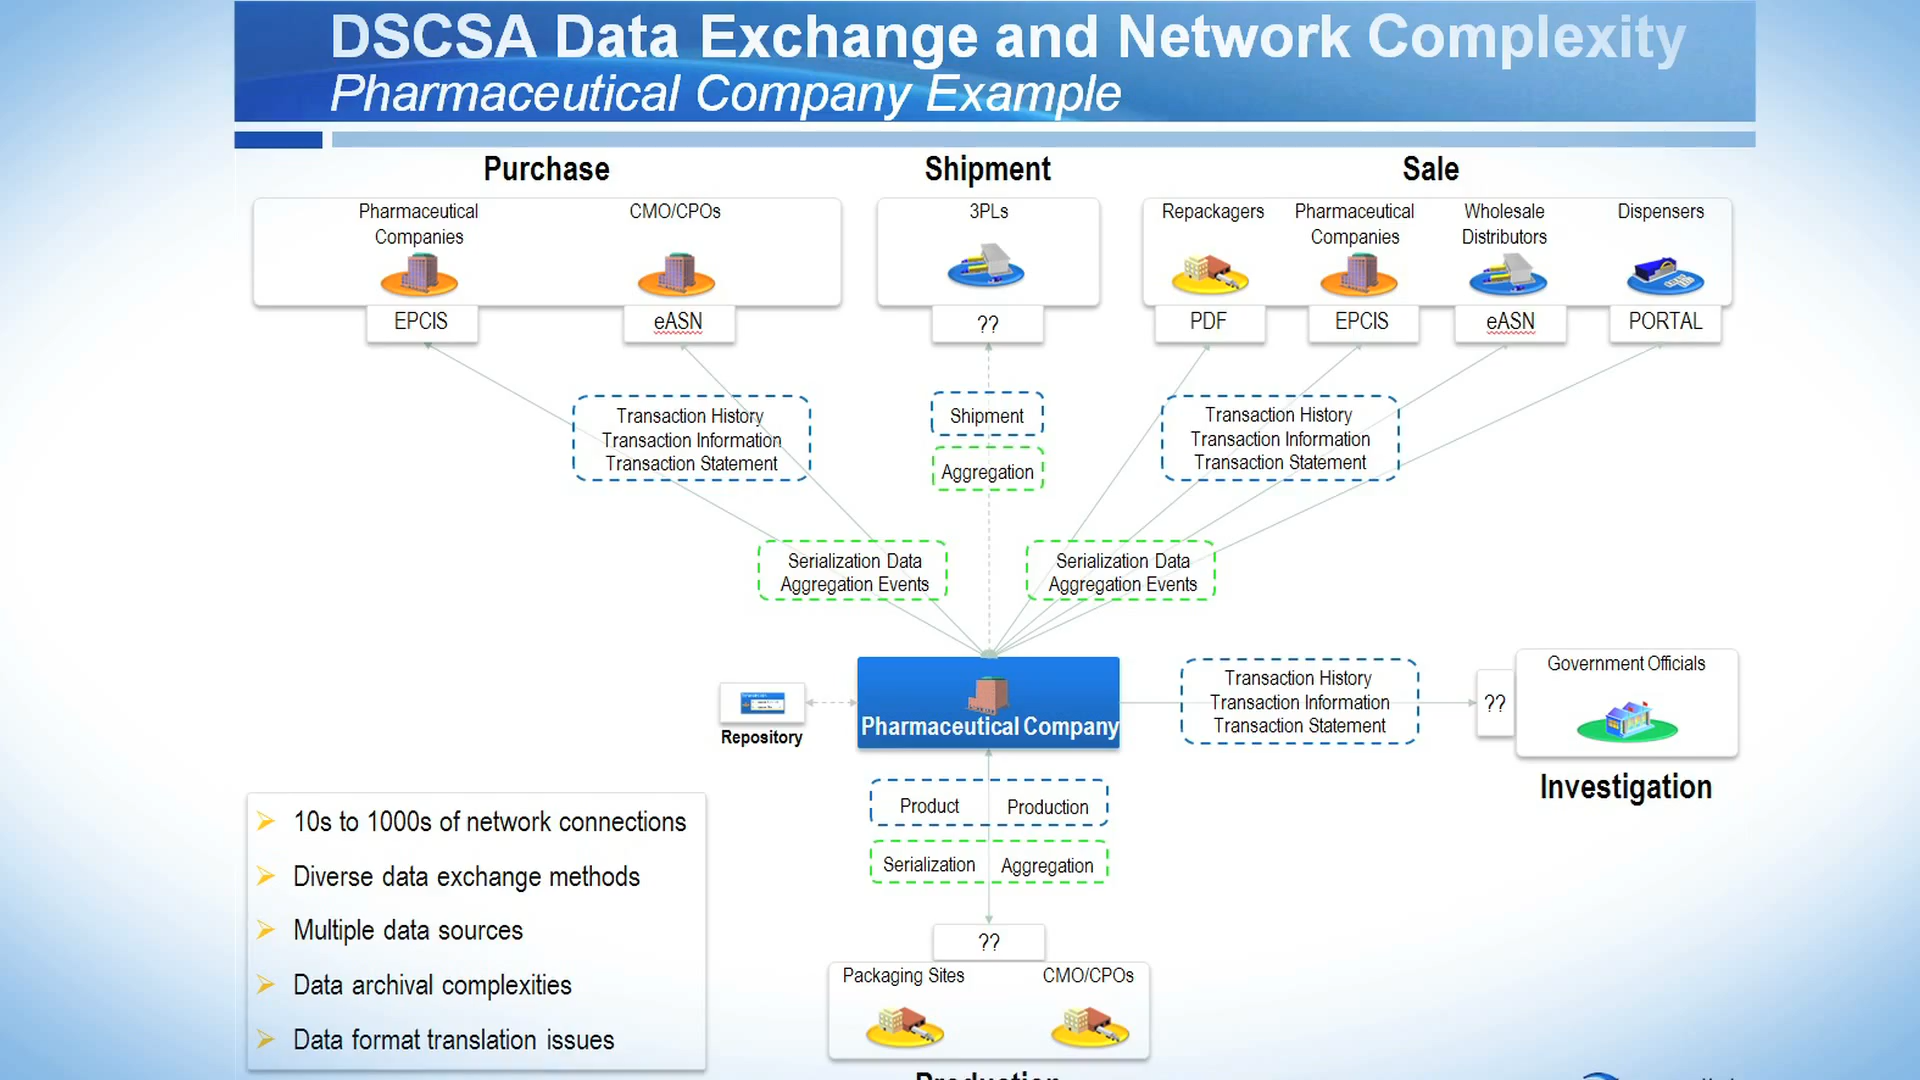 DSCSA Data Exchange and Network Complexity
Pharmaceutical Company Example
Purchase
Shipment
Sale
Pharmaceutical
Companies
CMO/CPOs
3PLs
Repackagers
Pharmaceutical
Companies
Wholesale
Distributors
Dispensers
EPCIS
eASN
??
PDF
EPCIS
eASN
PORTAL
Transaction History
Transaction Information
Transaction Statement
Shipment
Aggregation
Transaction History
Transaction Information
Transaction Statement
Serialization Data
Aggregation Events
Serialization Data
Aggregation Events
Repository
Pharmaceutical Company
Transaction History
Transaction Information
Transaction Statement
??
Government Officials
Investigation
Product
Production
Serialization
Aggregation
??
Packaging Sites
CMO/CPOs
Production
10s to 1000s of network connections
Diverse data exchange methods
Multiple data sources
Data archival complexities
Data format translation issues